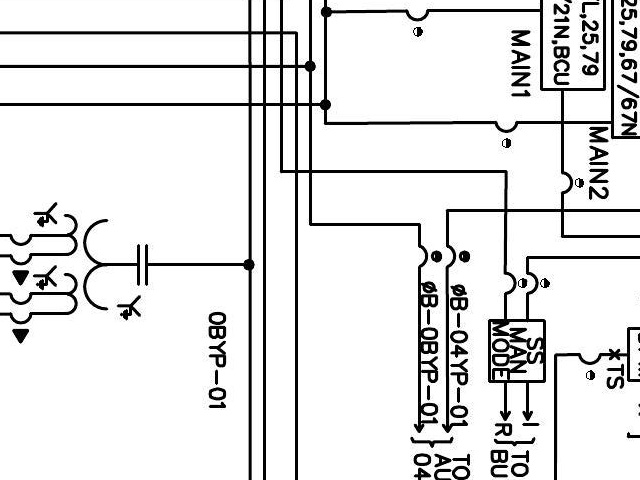 25,79,67/67N
L,25,79
21N,BCU
MAIN1
MAIN2
0BYP-01
øB-0BYP-01
øB-04YP-01
SS
MAN
MODE
×TS
I
R
TO
BU
TO
AU
04